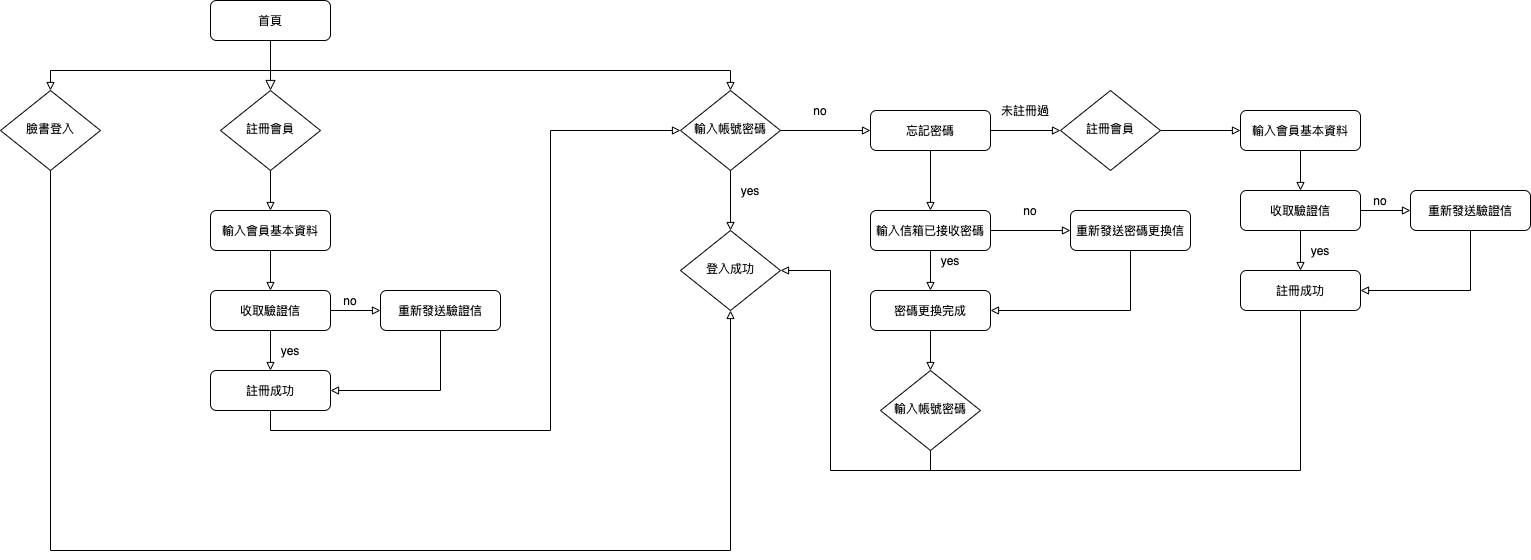 首頁
臉書登入
註冊會員
輸入會員基本資料
收取驗證信
no
重新發送驗證信
yes
註冊成功
輸入帳號密碼
no
yes
登入成功
忘記密碼
未註冊過
輸入信箱已接收密碼
no
重新發送密碼更換信
yes
密碼更換完成
輸入帳號密碼
註冊會員
輸入會員基本資料
收取驗證信
no
重新發送驗證信
yes
註冊成功